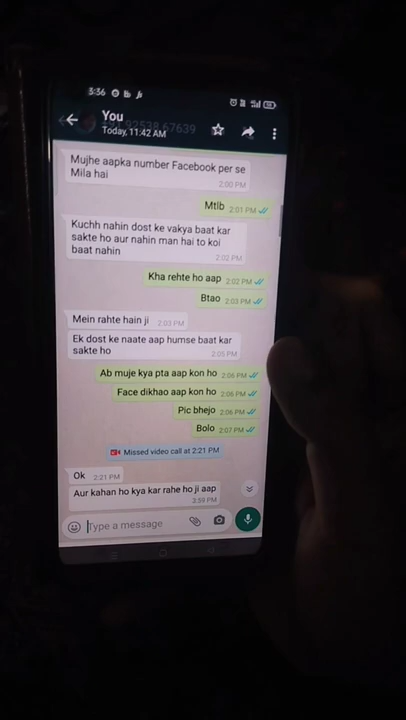 5:36
You
+91 92538 67639
Today, 11:42 AM
Mujhe aapka number Facebook per se
Mila hai
2:00 PM
Mtlb 2:01 PM
Kuchh nahin dost ke vakya baat kar
sakte ho aur nahin man hai to koi
baat nahin
2:02 PM
Kha rehte ho aap 2:02 PM
Btao 2:03 PM
Mein rahte hain ji 2:03 PM
Ek dost ke naate aap humse baat kar
sakte ho
2:05 PM
Ab muje kya pta aap kon ho 2:06 PM
Face dikhao aap kon ho 2:06 PM
Pic bhejo 2:06 PM
Bolo 2:07 PM
Missed video call at 2:21 PM
Ok 2:21 PM
Aur kahan ho kya kar rahe ho ji aap
3:59 PM
Type a message